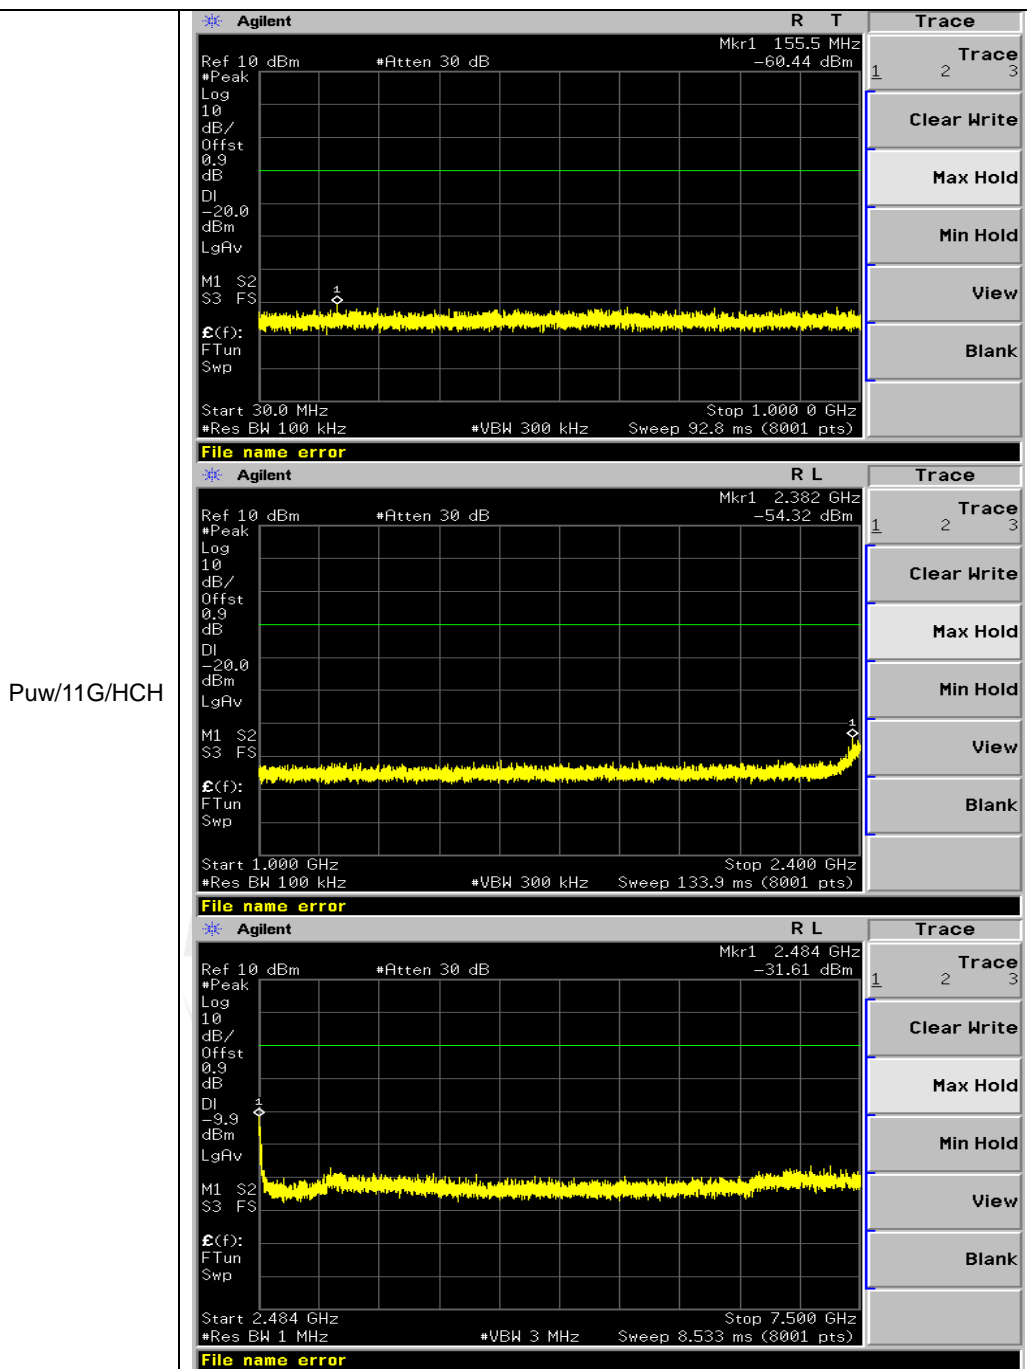 Puw/11G/HCH
Agilent R T Trace
Mkr1 155.5 MHz
Ref 10 dBm #Atten 30 dB -60.44 dBm
#Peak
Log
10
dB/
Offst
0.9
dB
DI
-20.0
dBm
LgAv
M1 S2
S3 FS
£(f):
FTun
Swp
1
Start 30.0 MHz Stop 1.000 0 GHz
#Res BW 100 kHz #VBW 300 kHz Sweep 92.8 ms (8001 pts)
File name error
Trace
1 2 3
Clear Write
Max Hold
Min Hold
View
Blank
Agilent R L Trace
Mkr1 2.382 GHz
Ref 10 dBm #Atten 30 dB -54.32 dBm
#Peak
Log
10
dB/
Offst
0.9
dB
DI
-20.0
dBm
LgAv
M1 S2
S3 FS
£(f):
FTun
Swp
1
Start 1.000 GHz Stop 2.400 GHz
#Res BW 100 kHz #VBW 300 kHz Sweep 133.9 ms (8001 pts)
File name error
Trace
1 2 3
Clear Write
Max Hold
Min Hold
View
Blank
Agilent R L Trace
Mkr1 2.484 GHz
Ref 10 dBm #Atten 30 dB -31.61 dBm
#Peak
Log
10
dB/
Offst
0.9
dB
DI
-9.9
dBm
LgAv
M1 S2
S3 FS
£(f):
FTun
Swp
1
Start 2.484 GHz Stop 7.500 GHz
#Res BW 1 MHz #VBW 3 MHz Sweep 8.533 ms (8001 pts)
File name error
Trace
1 2 3
Clear Write
Max Hold
Min Hold
View
Blank